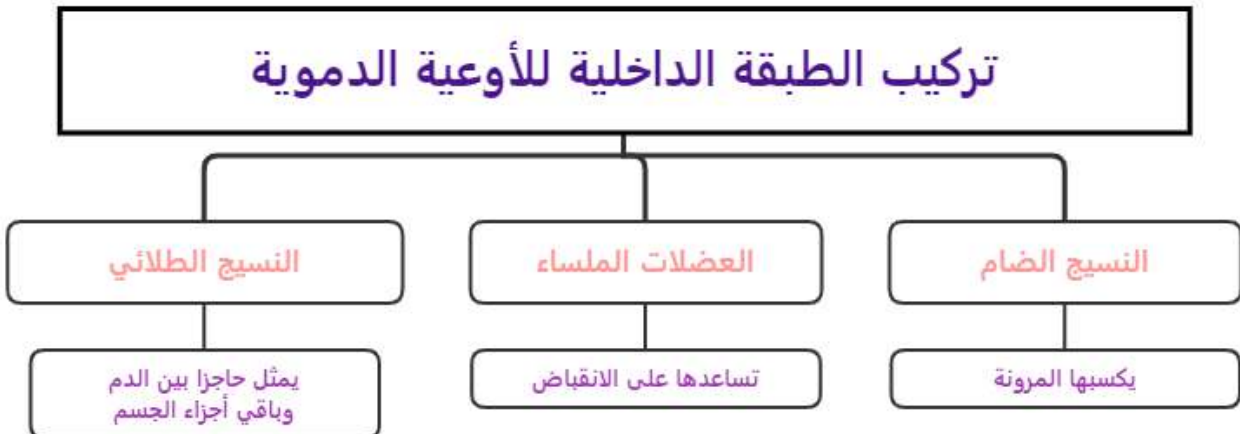 تركيب الطبقة الداخلية للأوعية الدموية
النسيج الضام
العضلات الملساء
النسيج الطلائي
يكسبها المرونة
تساعدها على الانقباض
يمثل حاجزا بين الدم
وباقي أجزاء الجسم